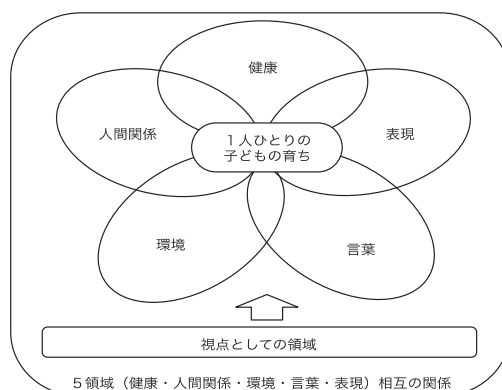 健康
人間関係
1人ひとりの
子どもの育ち
表現
環境
言葉
視点としての領域
5領域（健康・人間関係・環境・言葉・表現）相互の関係